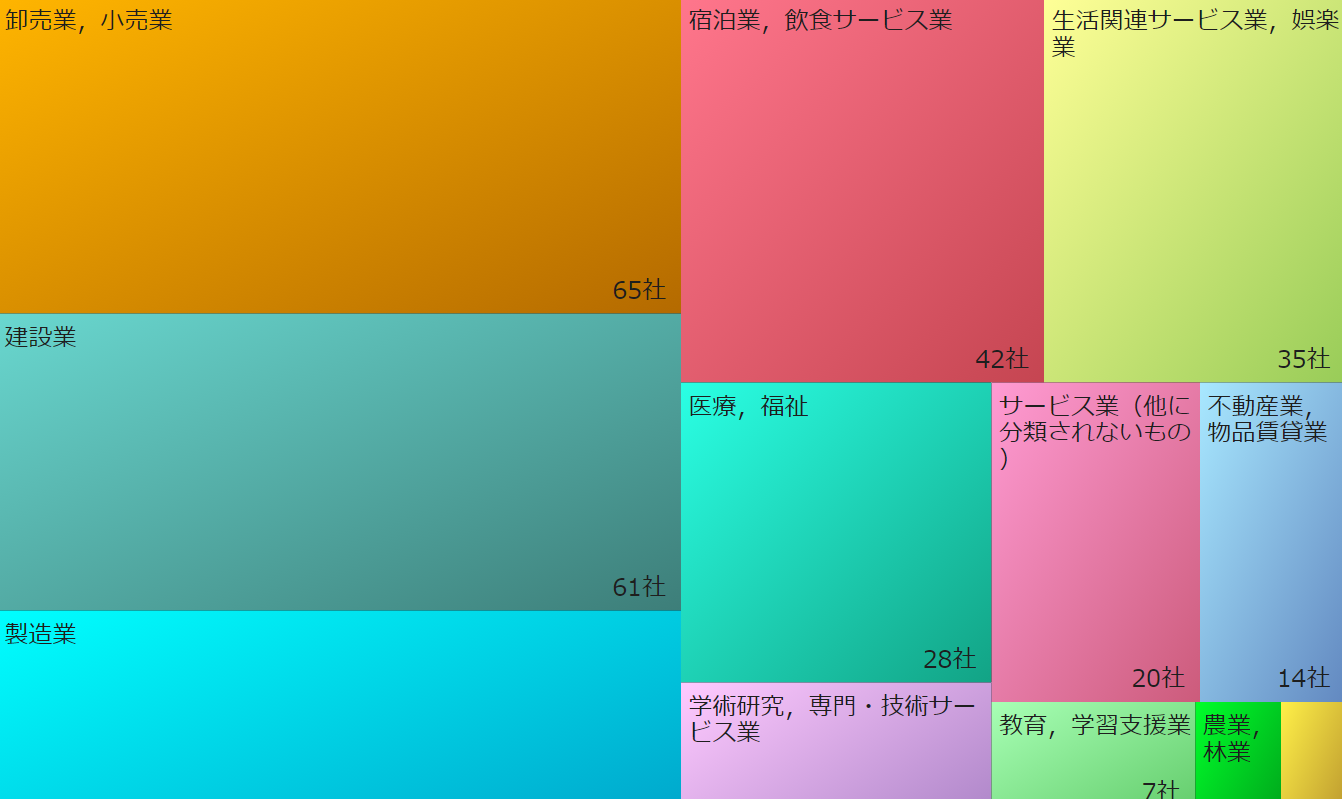 卸売業，小売業
65社
建設業
61社
製造業
宿泊業，飲食サービス業
42社
生活関連サービス業，娯楽
業
35社
医療，福祉
28社
サービス業（他に
分類されないもの
）
20社
不動産業，
物品賃貸業
14社
学術研究，専門・技術サー
ビス業
教育，学習支援業
7社
農業，
林業